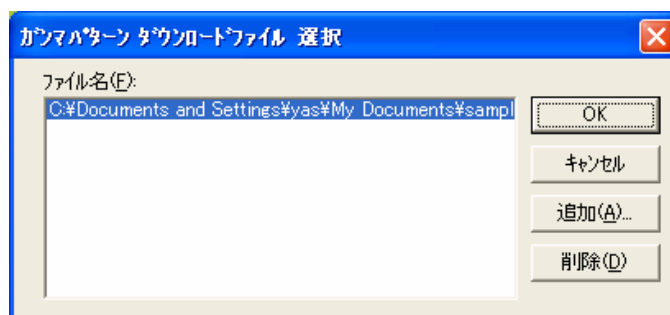 ガンマパターン ダウンロードファイル 選択
ファイル名(F):
C:¥Documents and Settings¥yas¥My Documents¥sampl
OK
キャンセル
追加(A)...
削除(D)